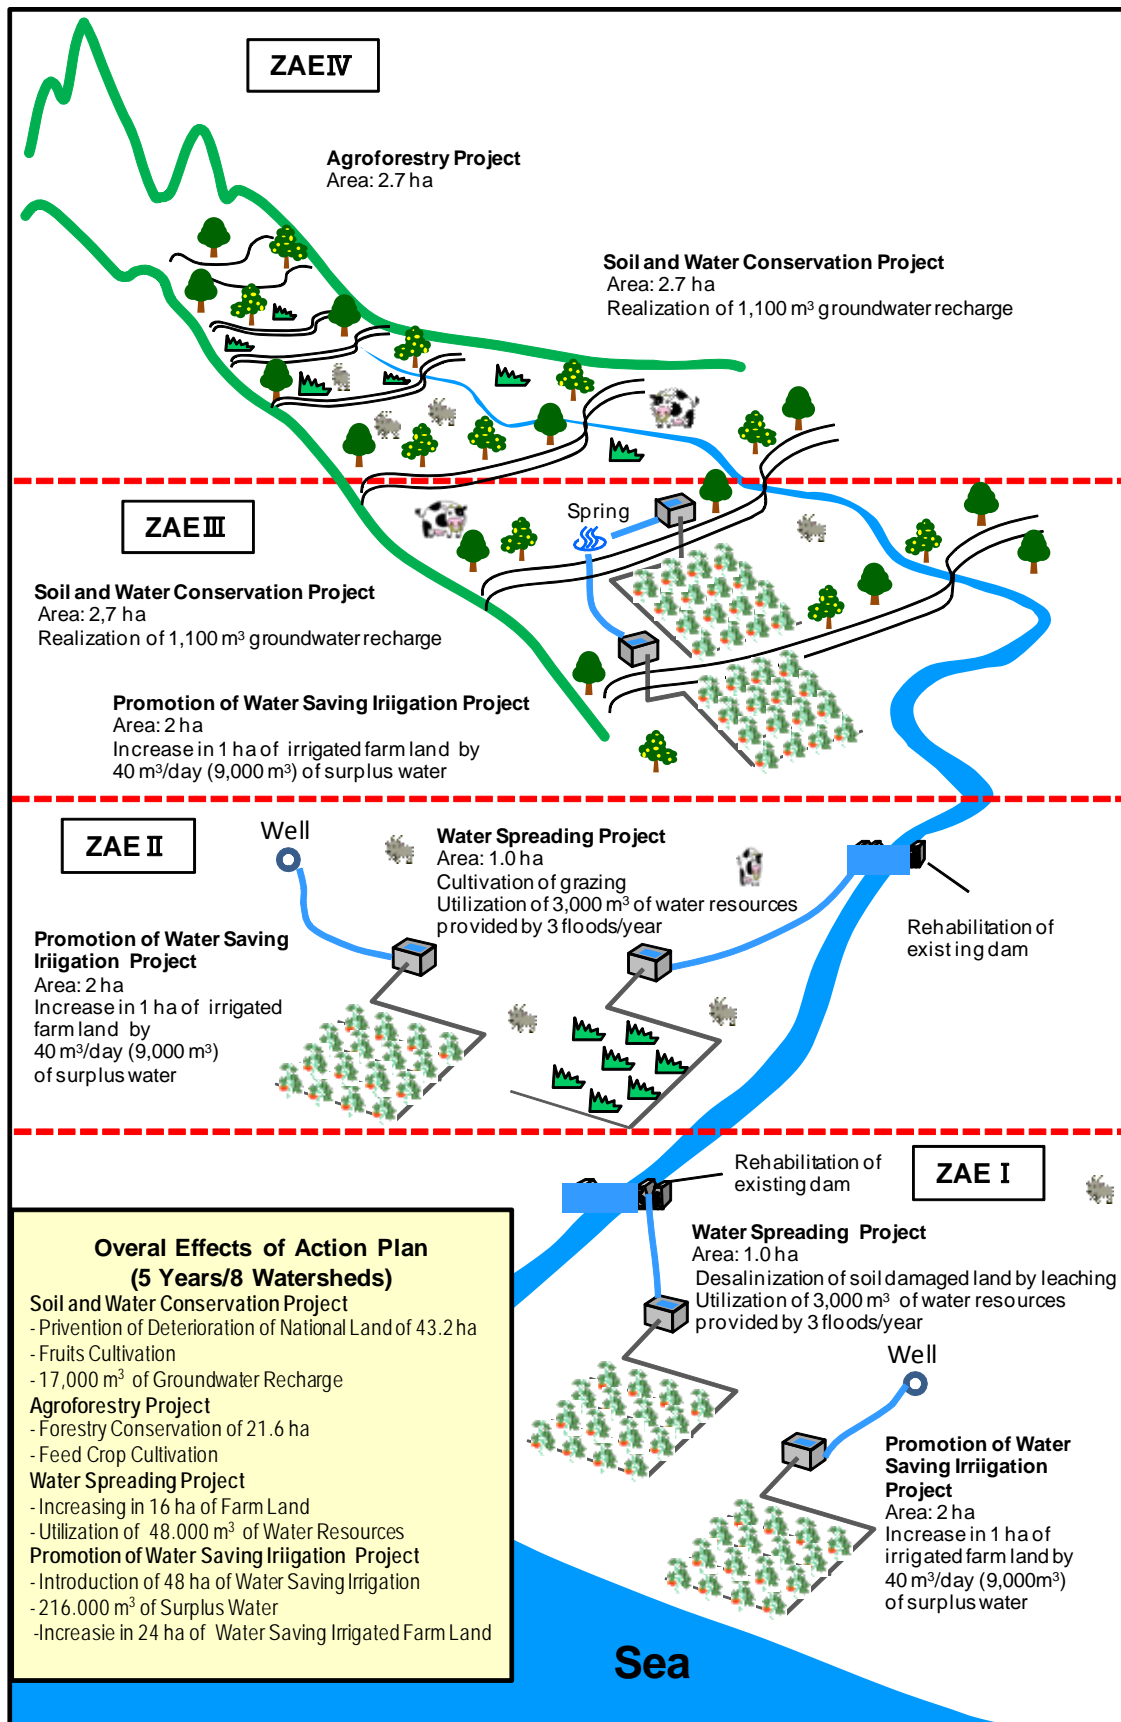 ZAEⅣ
Agroforestry Project
Area: 2.7 ha
Soil and Water Conservation Project
Area: 2.7 ha
Realization of 1,100 m³ groundwater recharge
ZAEⅢ
Spring
Soil and Water Conservation Project
Area: 2,7 ha
Realization of 1,100 m³ groundwater recharge
Promotion of Water Saving Iriigation Project
Area: 2 ha
Increase in 1 ha of irrigated farm land by
40 m³/day (9,000 m³) of surplus water
ZAEⅡ
Well
Water Spreading Project
Area: 1.0 ha
Cultivation of grazing
Utilization of 3,000 m³ of water resources
provided by 3 floods/year
Rehabilitation of
existing dam
Promotion of Water Saving
Iriigation Project
Area: 2 ha
Increase in 1 ha of irrigated
farm land by
40 m³/day (9,000 m³)
of surplus water
Rehabilitation of
existing dam
ZAE Ⅰ
Water Spreading Project
Area: 1.0 ha
Desalinization of soil damaged land by leaching
Utilization of 3,000 m³ of water resources
provided by 3 floods/year
Well
Promotion of Water
Saving Irriigation
Project
Area: 2 ha
Increase in 1 ha of
irrigated farm land by
40 m³/day (9,000m³)
of surplus water
Overal Effects of Action Plan
(5 Years/8 Watersheds)
Soil and Water Conservation Project
- Privention of Deterioration of National Land of 43.2 ha
- Fruits Cultivation
- 17,000 m³ of Groundwater Recharge
Agroforestry Project
- Forestry Conservation of 21.6 ha
- Feed Crop Cultivation
Water Spreading Project
- Increasing in 16 ha of Farm Land
- Utilization of 48.000 m³ of Water Resources
Promotion of Water Saving Iriigation Project
- Introduction of 48 ha of Water Saving Irrigation
- 216.000 m³ of Surplus Water
-Increasie in 24 ha of Water Saving Irrigated Farm Land
Sea